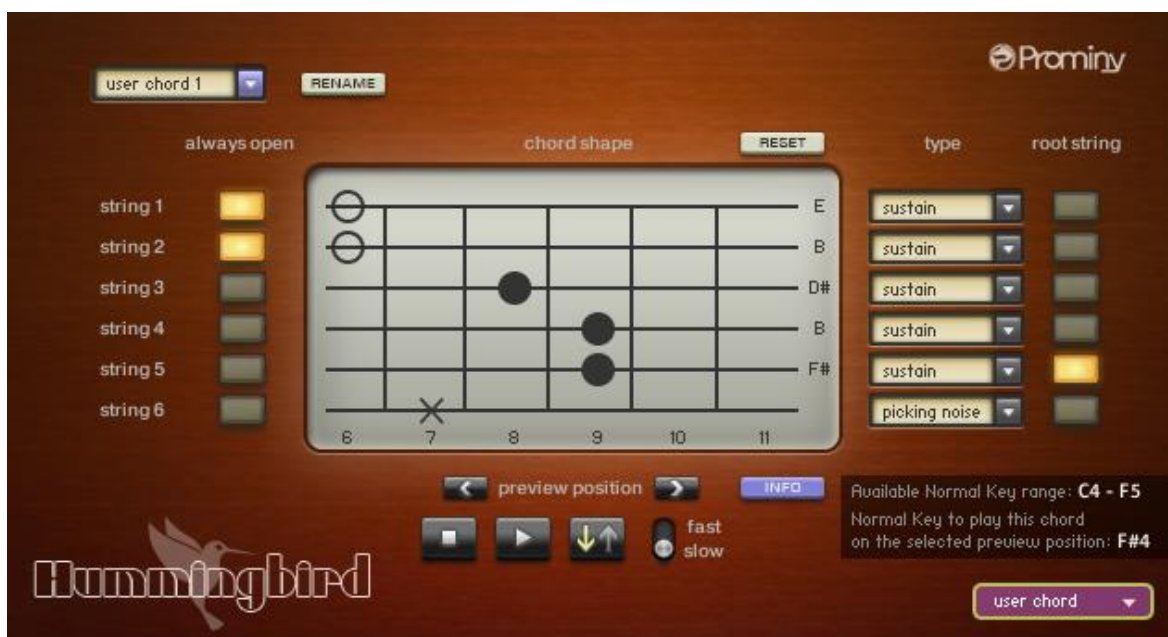 Prominy
user chord 1
RENAME
always open
chord shape
RESET
type
root string
string 1
E
sustain
string 2
B
sustain
string 3
D#
sustain
string 4
B
sustain
string 5
F#
sustain
string 6
picking noise
6 7 8 9 10 11
preview position
INFO
Available Normal Key range: C4 - F5
Normal Key to play this chord
on the selected preview position: F#4
fast
slow
Hummingbird
user chord